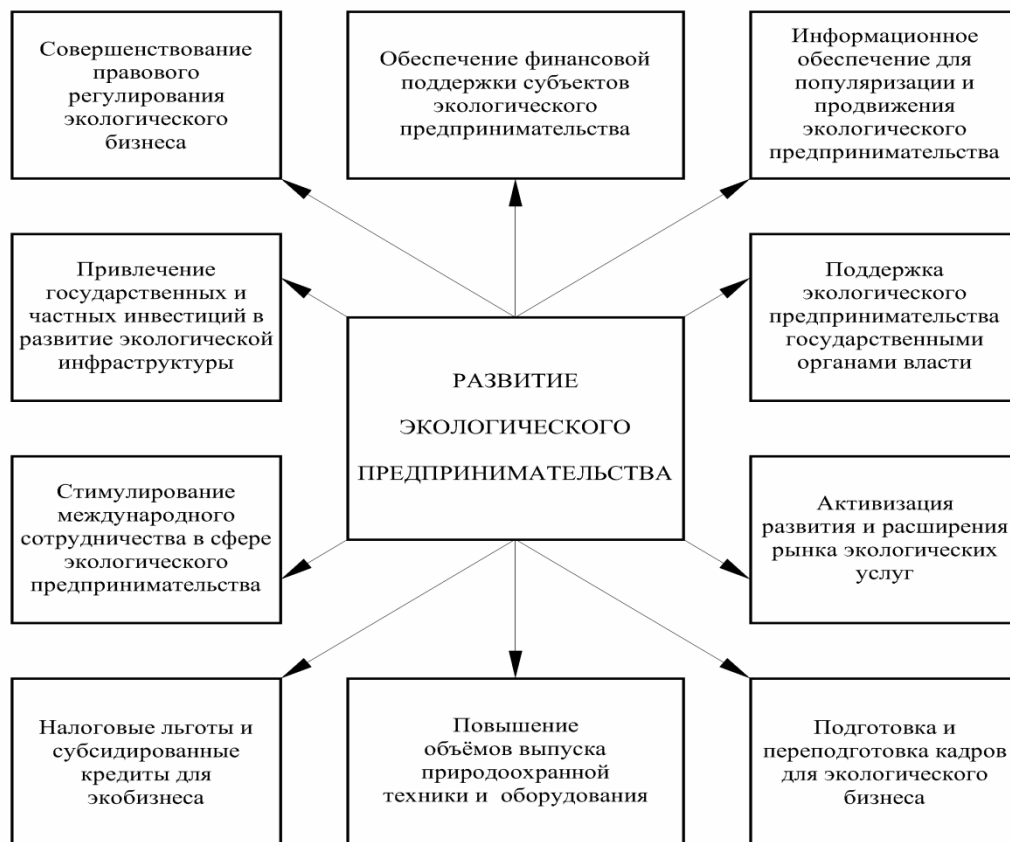 Совершенствование
правового
регулирования
экологического
бизнеса
Обеспечение финансовой
поддержки субъектов
экологического
предпринимательства
Информационное
обеспечение для
популяризации и
продвижения
экологического
предпринимательства
Привлечение
государственных и
частных инвестиций в
развитие экологической
инфраструктуры
РАЗВИТИЕ
ЭКОЛОГИЧЕСКОГО
ПРЕДПРИНИМАТЕЛЬСТВА
Поддержка
экологического
предпринимательства
государственными
органами власти
Стимулирование
международного
сотрудничества в сфере
экологического
предпринимательства
Активизация
развития и расширения
рынка экологических
услуг
Налоговые льготы и
субсидированные
кредиты для
экобизнеса
Повышение
объёмов выпуска
природоохранной
техники и оборудования
Подготовка и
переподготовка кадров
для экологического
бизнеса